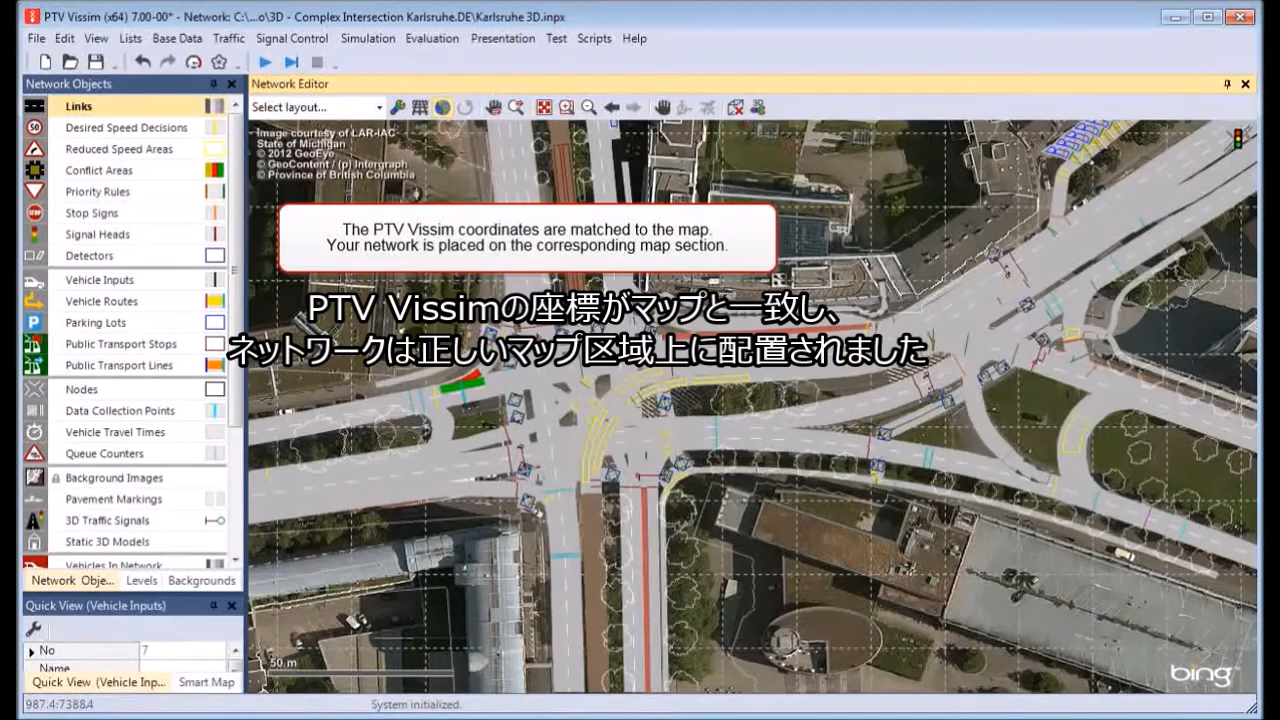 PTV Vissim (x64) 7.00-00* - Network: C:\...o\3D - Complex Intersection Karlsruhe.DE\Karlsruhe 3D.inpx
File Edit View Lists Base Data Traffic Signal Control Simulation Evaluation Presentation Test Scripts Help
Network Objects
Links
50
Desired Speed Decisions
Reduced Speed Areas
Conflict Areas
Priority Rules
STOP
Stop Signs
Signal Heads
Detectors
Vehicle Inputs
Vehicle Routes
P
Parking Lots
Public Transport Stops
Public Transport Lines
Nodes
Data Collection Points
Vehicle Travel Times
Queue Counters
Background Images
Pavement Markings
3D Traffic Signals
Static 3D Models
Vehicles In Network
Network Obje... Levels Backgrounds
Quick View (Vehicle Inputs)
No 7
Name
Quick View (Vehicle Inp... Smart Map
Network Editor
Select layout...
Image courtesy of LAR-IAC
State of Michigan
© 2012 GeoEye
© GeoContent / (p) Intergraph
© Province of British Columbia
The PTV Vissim coordinates are matched to the map.
Your network is placed on the corresponding map section.
PTV Vissimの座標がマップと一致し、
ネットワークは正しいマップ区域上に配置されました
50 m
bing
987.4:7388.4 System initialized.